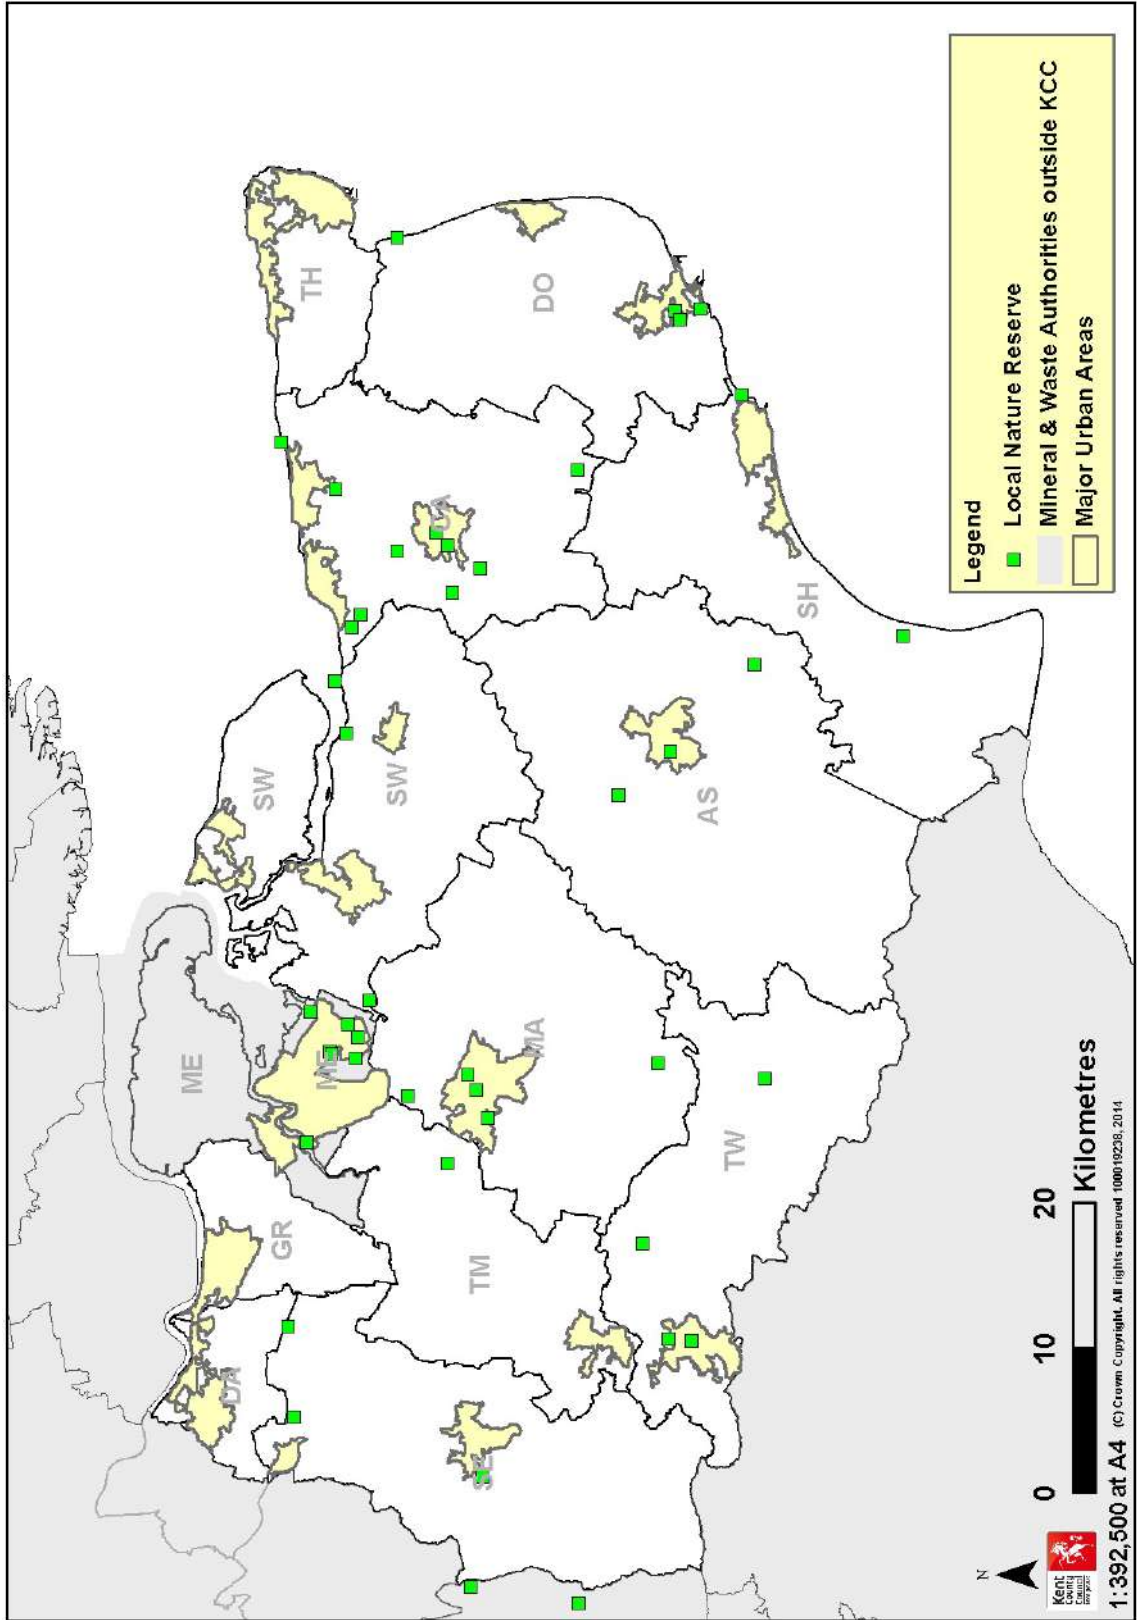 TH
DO
CA
SH
SW
SW
AS
ME
ME
MA
TW
GR
TM
DA
SE
Legend
Local Nature Reserve
Mineral & Waste Authorities outside KCC
Major Urban Areas
N
Kent
County
Council
0 10 20
Kilometres
1:392,500 at A4 (C) Crown Copyright. All rights reserved 100019238, 2014